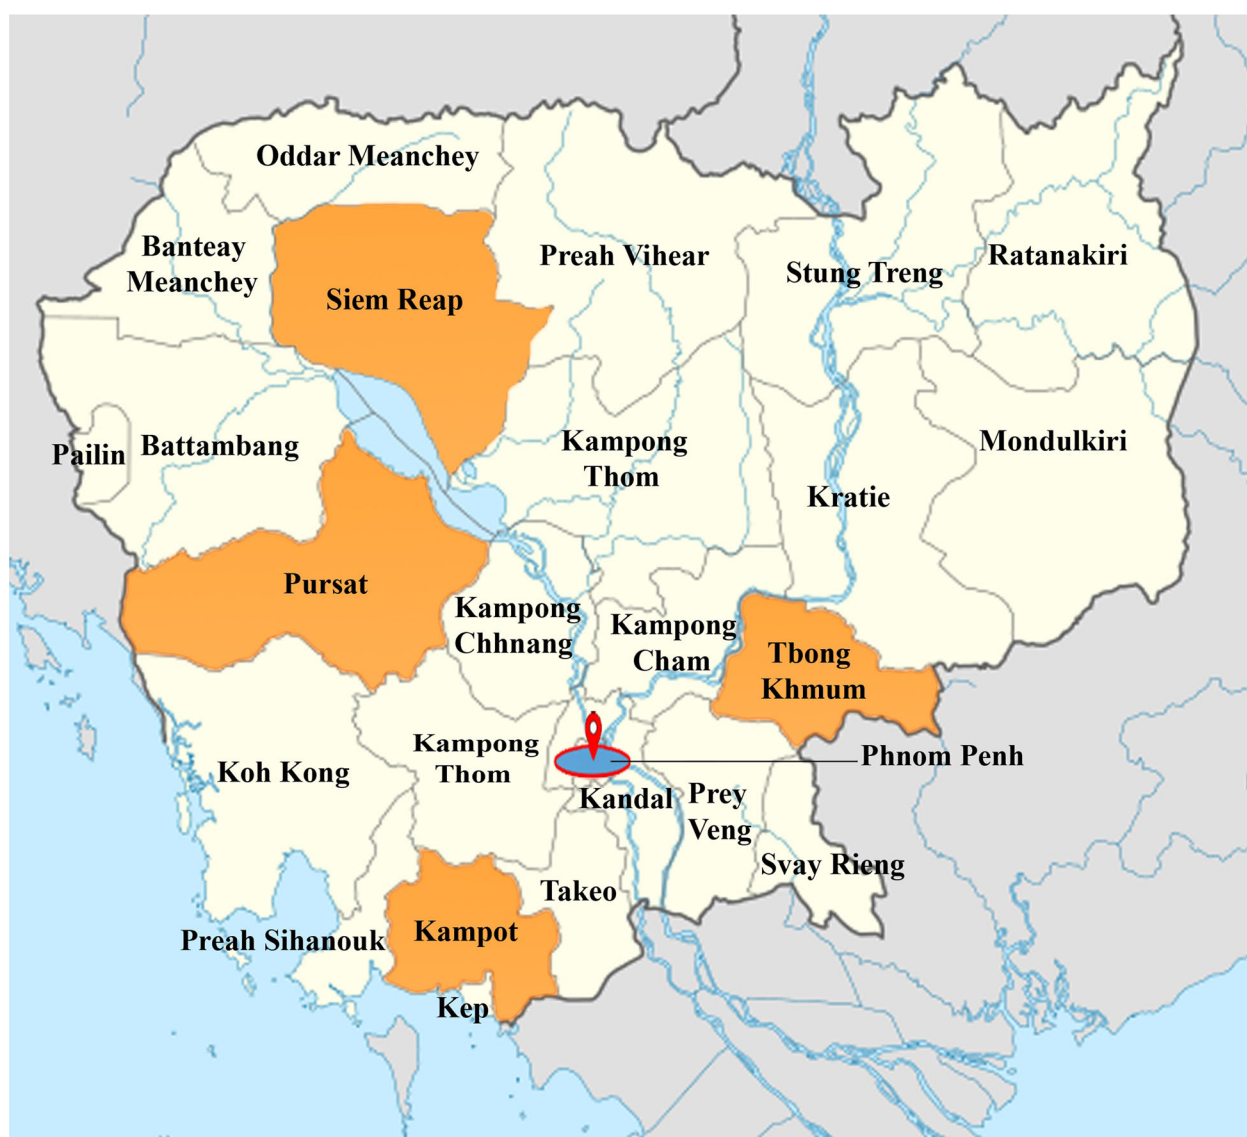 Oddar Meanchey
Banteay
Meanchey
Siem Reap
Preah Vihear
Stung Treng
Ratanakiri
Pailin
Battambang
Kampong
Thom
Kratie
Mondulkiri
Pursat
Kampong
Chhnang
Kampong
Cham
Tbong
Khmum
Koh Kong
Kampong
Thom
Phnom Penh
Kandal
Prey
Veng
Svay Rieng
Takeo
Preah Sihanouk
Kampot
Kep